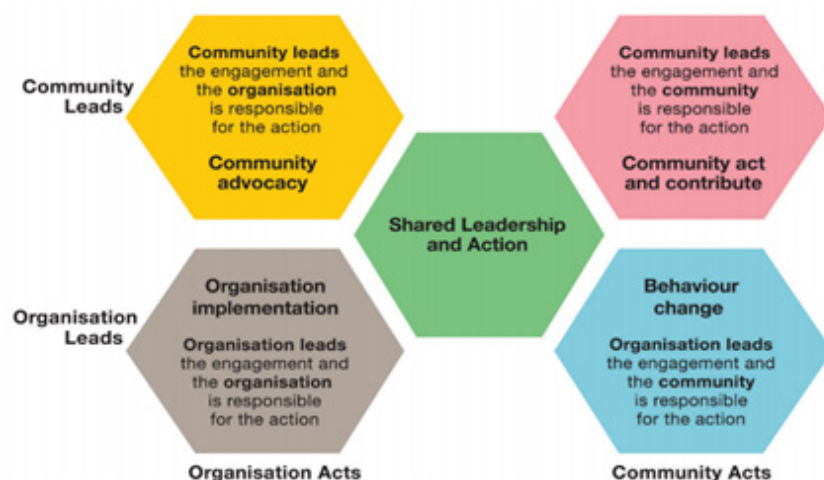 Community
Leads
Community leads
the engagement and
the organisation
is responsible
for the action
Community
advocacy
Community leads
the engagement and
the community
is responsible
for the action
Community act
and contribute
Shared Leadership
and Action
Organisation
Leads
Organisation
implementation
Organisation leads
the engagement and
the organisation
is responsible
for the action
Behaviour
change
Organisation leads
the engagement and
the community
is responsible
for the action
Organisation Acts
Community Acts